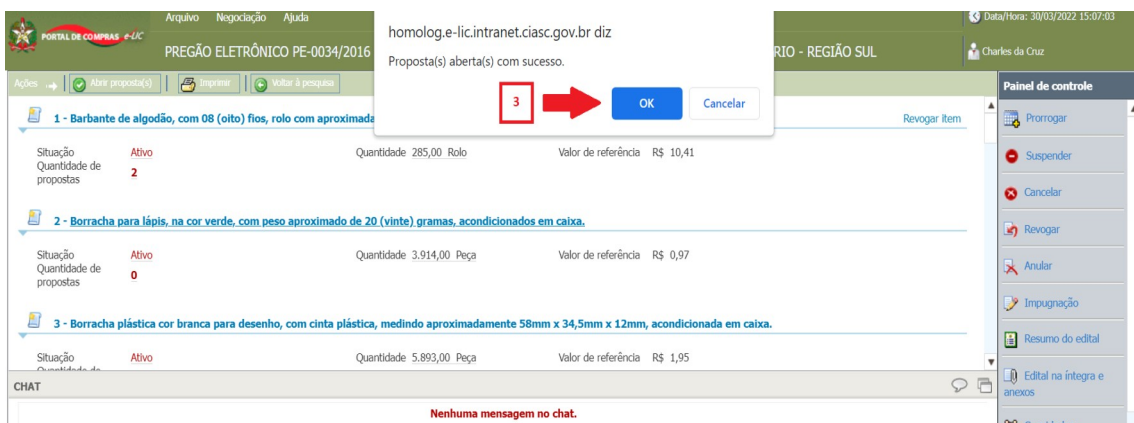 Arquivo Negociação Ajuda
Data/Hora: 30/03/2022 15:07:03
PORTAL DE COMPRAS e-LIC
PREGÃO ELETRÔNICO PE-0034/2016
RIO - REGIÃO SUL
Charles da Cruz
homolog.e-lic.intranet.ciasc.gov.br diz
Proposta(s) aberta(s) com sucesso.
3
OK
Cancelar
Ações
Abrir proposta(s)
Imprimir
Voltar à pesquisa
Painel de controle
1 - Barbante de algodão, com 08 (oito) fios, rolo com aproximada
Revogar Item
Situação Ativo Quantidade 285,00 Rolo Valor de referência R$ 10,41
Quantidade de propostas 2
2 - Borracha para lápis, na cor verde, com peso aproximado de 20 (vinte) gramas, acondicionados em caixa.
Situação Ativo Quantidade 3.914,00 Peça Valor de referência R$ 0,97
Quantidade de propostas 0
3 - Borracha plástica cor branca para desenho, com cinta plástica, medindo aproximadamente 58mm x 34,5mm x 12mm, acondicionada em caixa.
Situação Ativo Quantidade 5.893,00 Peça Valor de referência R$ 1,95
CHAT
Nenhuma mensagem no chat.
Prorrogar
Suspender
Cancelar
Revogar
Anular
Impugnação
Resumo do edital
Edital na íntegra e
anexos